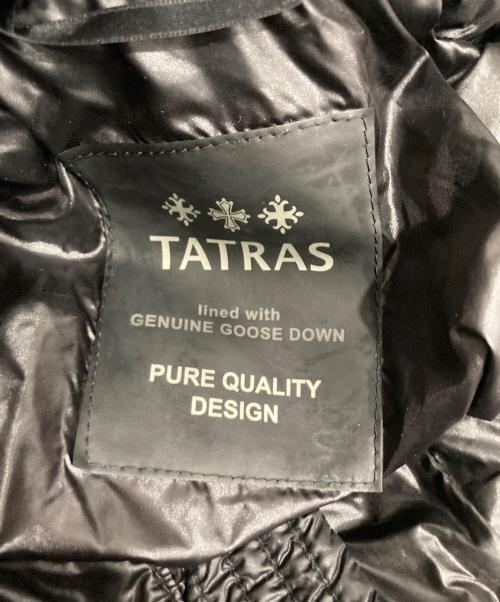 TATRAS
lined with
GENUINE GOOSE DOWN
PURE QUALITY
DESIGN